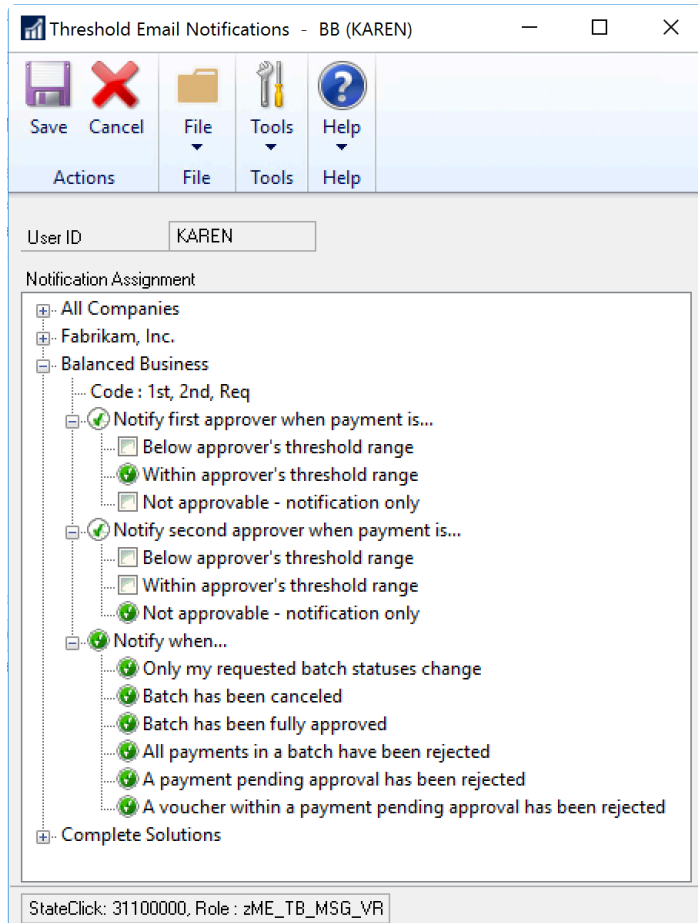 Threshold Email Notifications - BB (KAREN)
Save Cancel File Tools Help
Actions File Tools Help
User ID KAREN
Notification Assignment
All Companies
Fabrikam, Inc.
Balanced Business
Code : 1st, 2nd, Req
Notify first approver when payment is...
Below approver's threshold range
Within approver's threshold range
Not approvable - notification only
Notify second approver when payment is...
Below approver's threshold range
Within approver's threshold range
Not approvable - notification only
Notify when...
Only my requested batch statuses change
Batch has been canceled
Batch has been fully approved
All payments in a batch have been rejected
A payment pending approval has been rejected
A voucher within a payment pending approval has been rejected
Complete Solutions
StateClick: 31100000, Role : zME_TB_MSG_VR